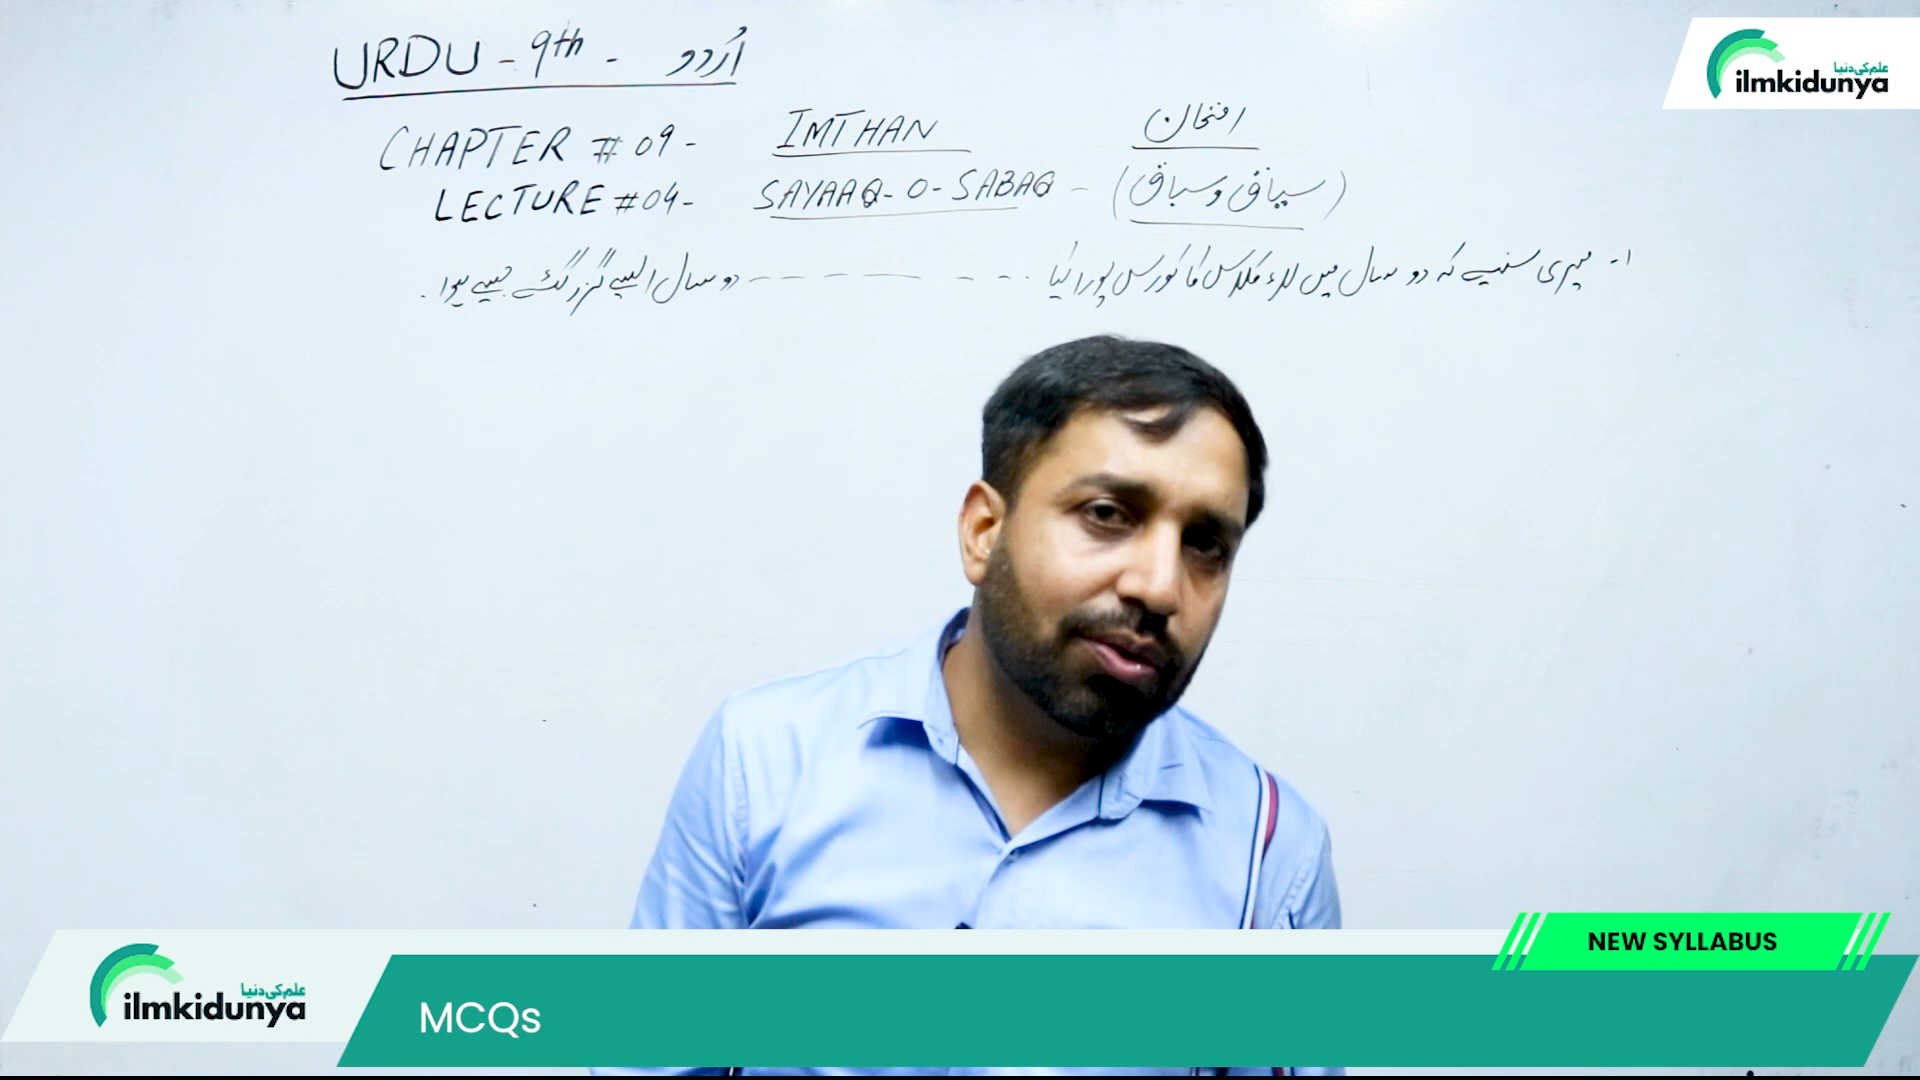 URDU - 9th - اُردو
علم کی دنیا
ilmkidunya
CHAPTER # 09 - IMTHAN امتحان
LECTURE # 04 - SAYAAQ - O - SABAQ - (سیاق و سباق)
۱- میری سنیے کہ دو سال میں لاء کلاس کا کورس پورا کیا - - - - - - - دو سال ایسے گزر گئے جیسے ہوا .
NEW SYLLABUS
علم کی دنیا
ilmkidunya
MCQs